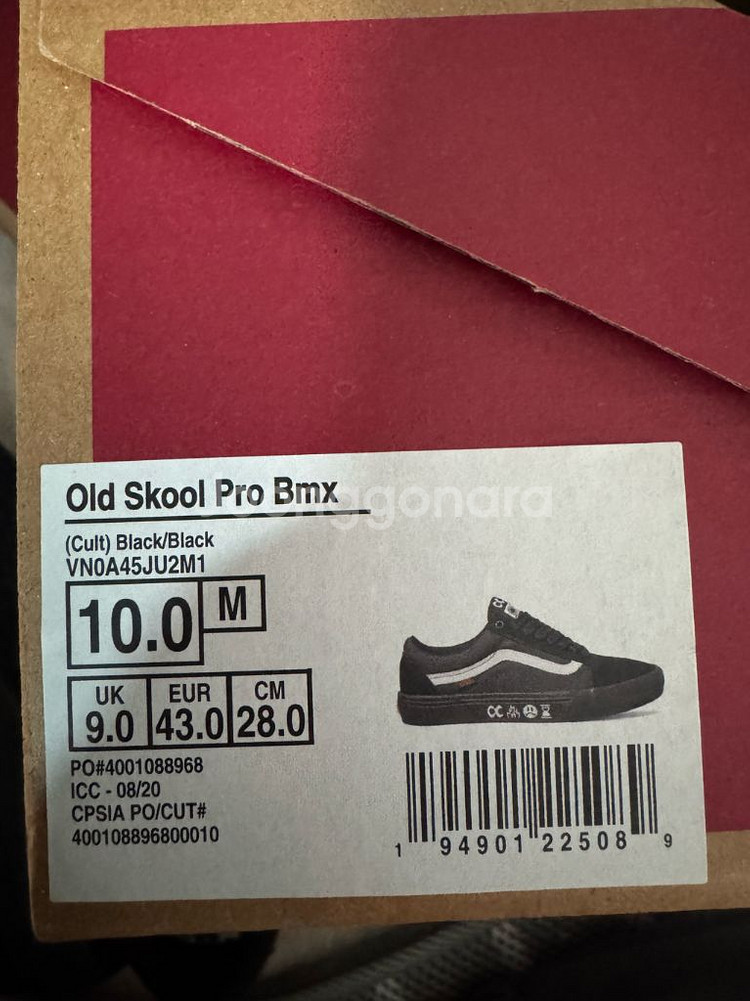 Old Skool Pro Bmx
(Cult) Black/Black
VN0A45JU2M1
10.0 M
UK EUR CM
9.0 43.0 28.0
PO#4001088968
ICC - 08/20
CPSIA PO/CUT#
400108896800010
1 94901 22508 9